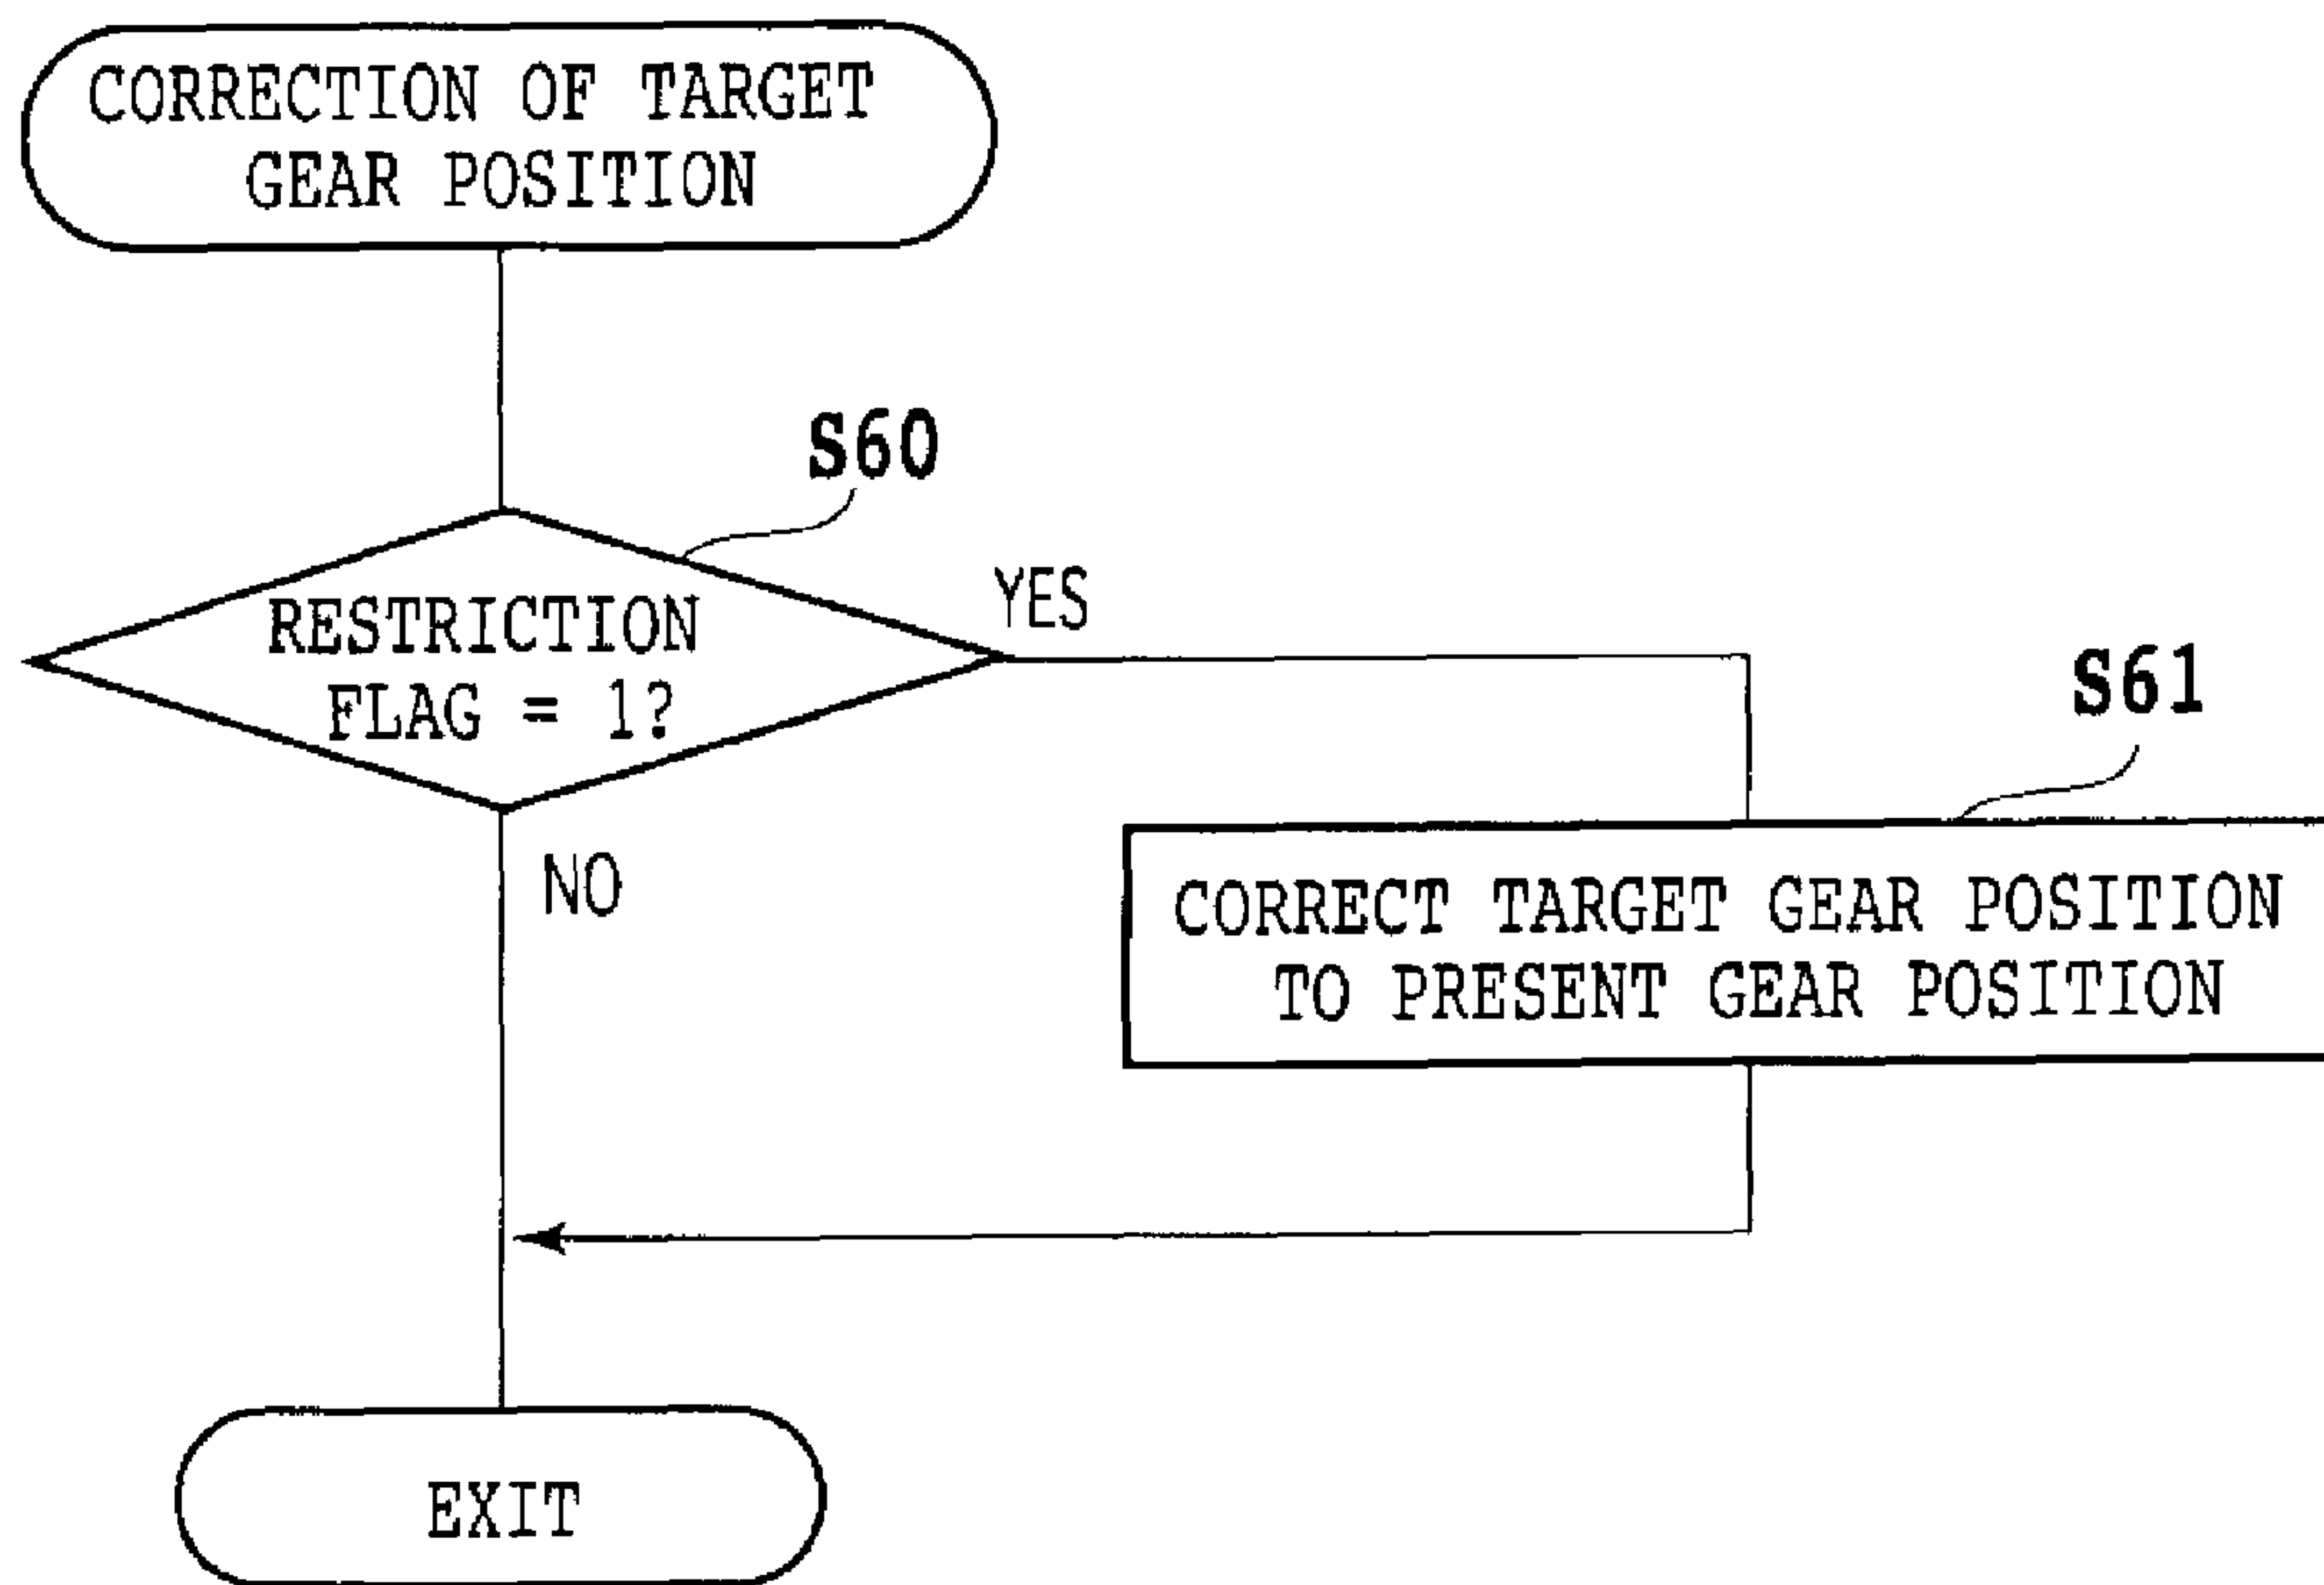 CORRECTION OF TARGET
GEAR POSITION
S60
RESTRICTION
FLAG = 1?
YES
NO
S61
CORRECT TARGET GEAR POSITION
TO PRESENT GEAR POSITION
EXIT